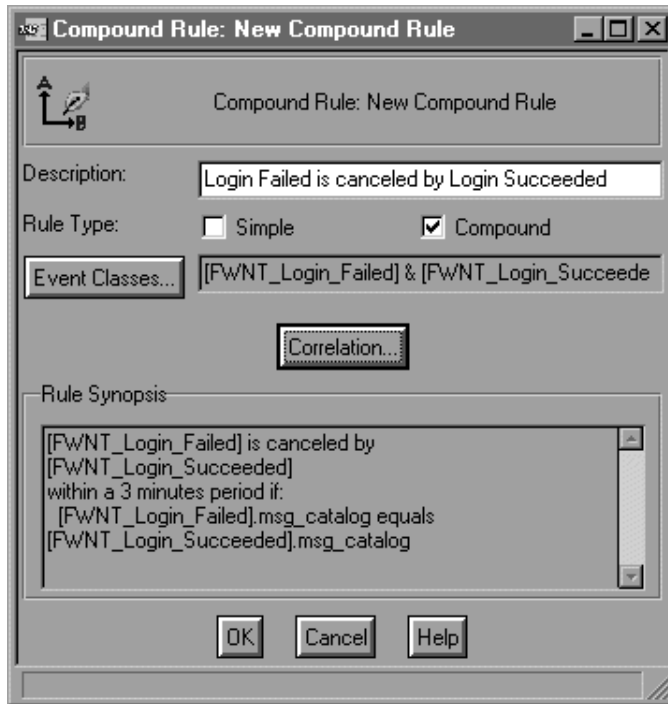 Compound Rule: New Compound Rule
A
B
Compound Rule: New Compound Rule
Description:
Login Failed is canceled by Login Succeeded
Rule Type:
Simple
Compound
Event Classes...
[FWNT_Login_Failed] & [FWNT_Login_Succeede
Correlation...
Rule Synopsis
[FWNT_Login_Failed] is canceled by
[FWNT_Login_Succeeded]
within a 3 minutes period if:
[FWNT_Login_Failed].msg_catalog equals
[FWNT_Login_Succeeded].msg_catalog
OK
Cancel
Help